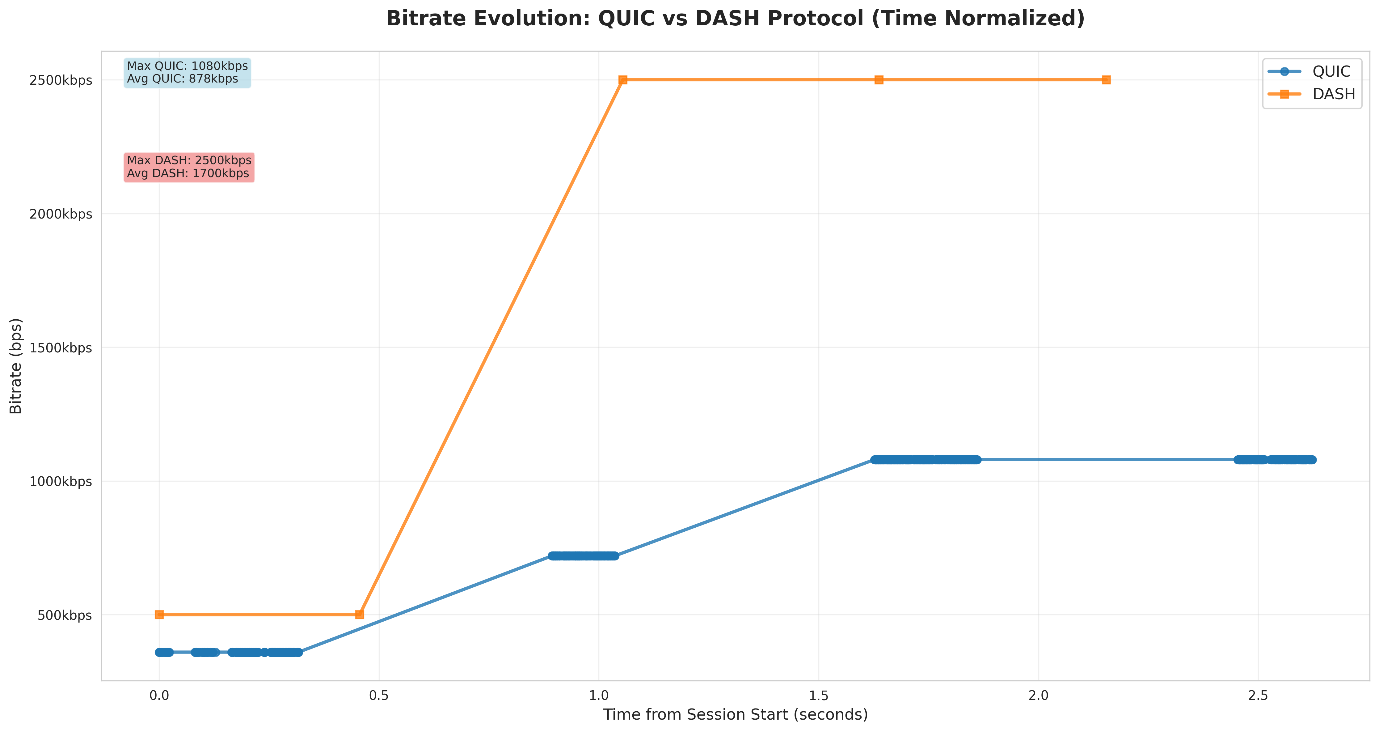 Bitrate Evolution: QUIC vs DASH Protocol (Time Normalized)
Max QUIC: 1080kbps
Avg QUIC: 878kbps
Max DASH: 2500kbps
Avg DASH: 1700kbps
QUIC
DASH
Bitrate (bps)
2500kbps
2000kbps
1500kbps
1000kbps
500kbps
0.0 0.5 1.0 1.5 2.0 2.5
Time from Session Start (seconds)